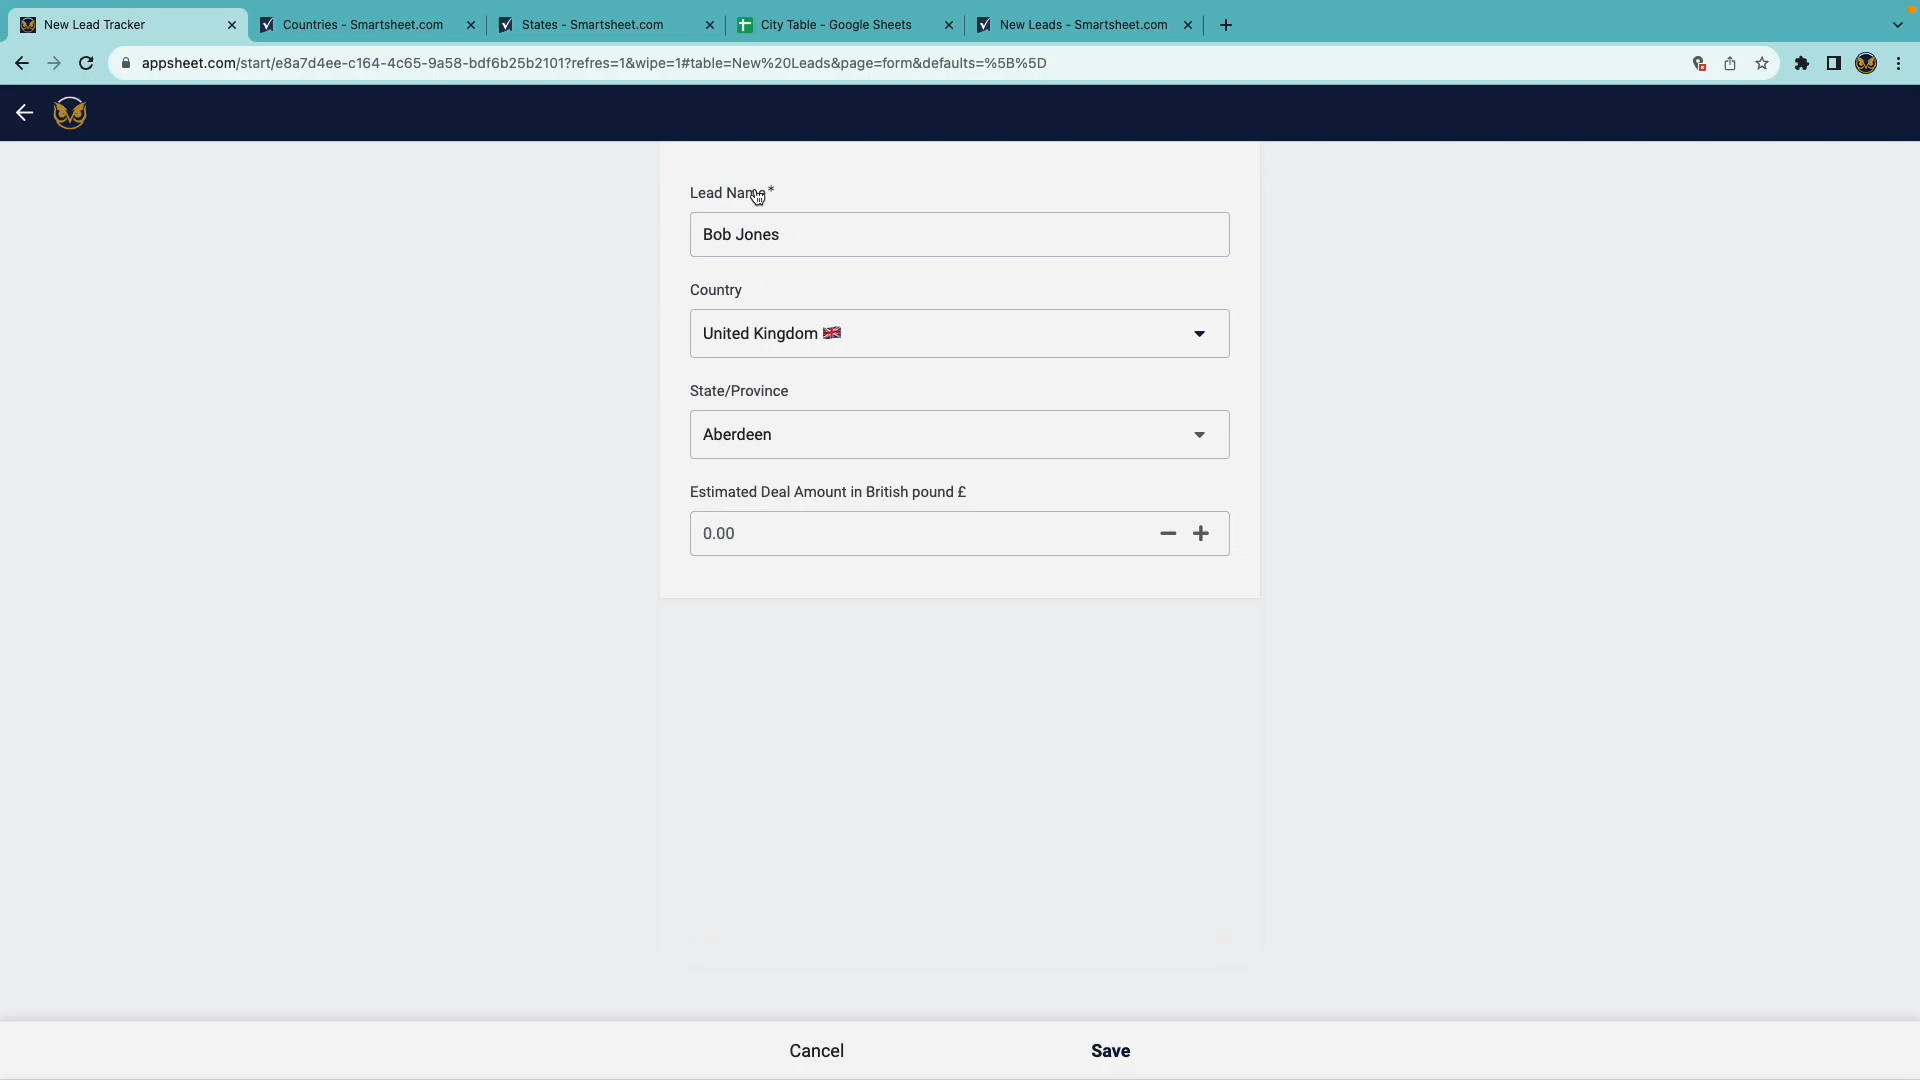 New Lead Tracker
Countries - Smartsheet.com
States - Smartsheet.com
City Table - Google Sheets
New Leads - Smartsheet.com
appsheet.com/start/e8a7d4ee-c164-4c65-9a58-bdf6b25b2101?refres=1&wipe=1#table=New%20Leads&page=form&defaults=%5B%5D
Lead Name*
Bob Jones
Country
United Kingdom 🇬🇧
State/Province
Aberdeen
Estimated Deal Amount in British pound £
0.00
Cancel
Save